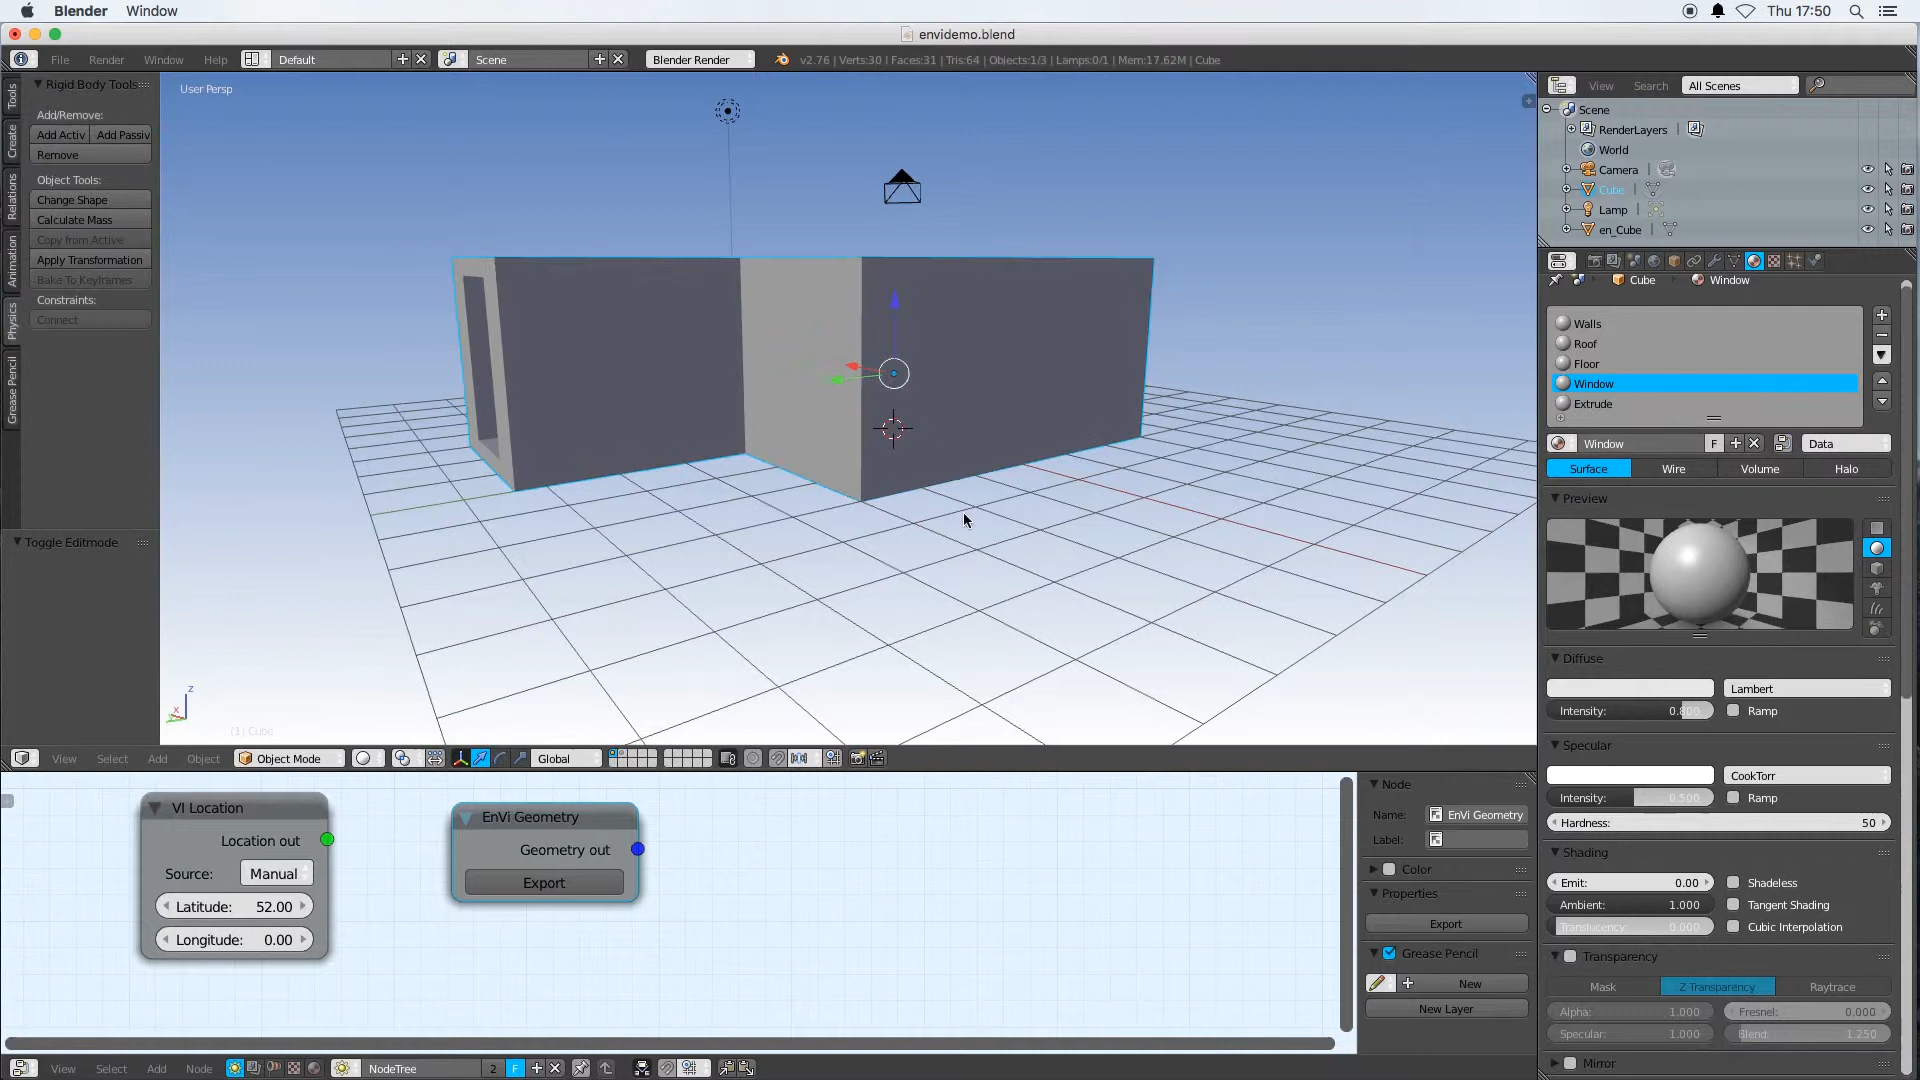 Blender Window Thu 17:50
envidemo.blend
File Render Window Help Default Scene Blender Render v2.76 | Verts:30 | Faces:31 | Tris:64 | Objects:1/3 | Lamps:0/1 | Mem:17.62M | Cube
Rigid Body Tools
Add/Remove:
Add Activ Add Passiv
Remove
Object Tools:
Change Shape
Calculate Mass
Copy from Active
Apply Transformation
Bake To Keyframes
Constraints:
Connect
Tools
Create
Relations
Animation
Physics
Grease Pencil
Toggle Editmode
User Persp
z
x
(1) Cube
View Select Add Object Object Mode Global
VI Location
Location out
Source: Manual
Latitude: 52.00
Longitude: 0.00
EnVi Geometry
Geometry out
Export
Node
Name: EnVi Geometry
Label:
Color
Properties
Export
Grease Pencil
New
New Layer
View Select Add Node NodeTree 2 F
View Search All Scenes
Scene
RenderLayers
World
Camera
Cube
Lamp
en_Cube
Cube Window
Walls
Roof
Floor
Window
Extrude
Window F Data
Surface Wire Volume Halo
Preview
Diffuse
Lambert
Intensity: 0.800 Ramp
Specular
CookTorr
Intensity: 0.500 Ramp
Hardness: 50
Shading
Emit: 0.00 Shadeless
Ambient: 1.000 Tangent Shading
Translucency: 0.000 Cubic Interpolation
Transparency
Mask Z Transparency Raytrace
Alpha: 1.000 Fresnel: 0.000
Specular: 1.000 Blend: 1.250
Mirror